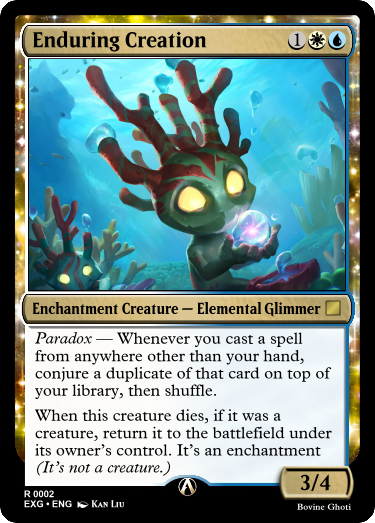 Enduring Creation 1
Enchantment Creature — Elemental Glimmer
Paradox — Whenever you cast a spell
from anywhere other than your hand,
conjure a duplicate of that card on top of
your library, then shuffle.
When this creature dies, if it was a
creature, return it to the battlefield under
its owner's control. It's an enchantment
(It's not a creature.)
3/4
R 0002
EXG • ENG Kan Liu
Bovine Ghoti